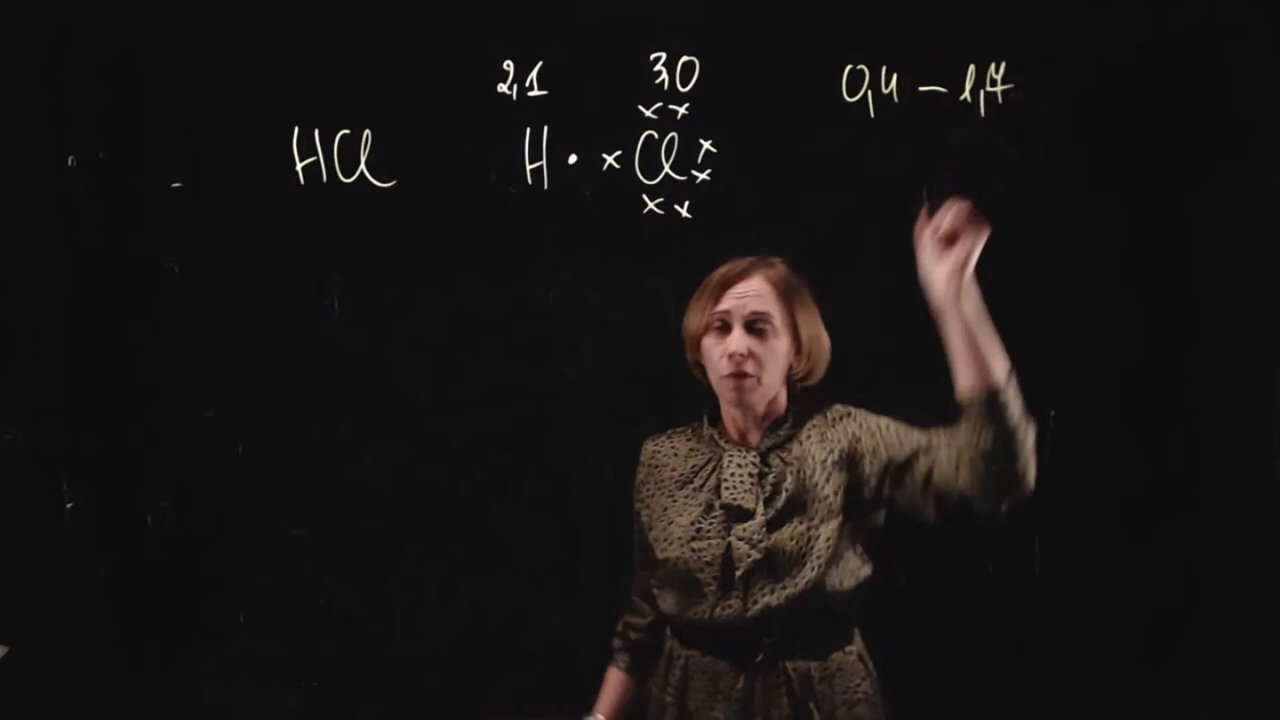 2,1 3,0 0,4 – 1,7
HCl H • x Cl x x x x x x